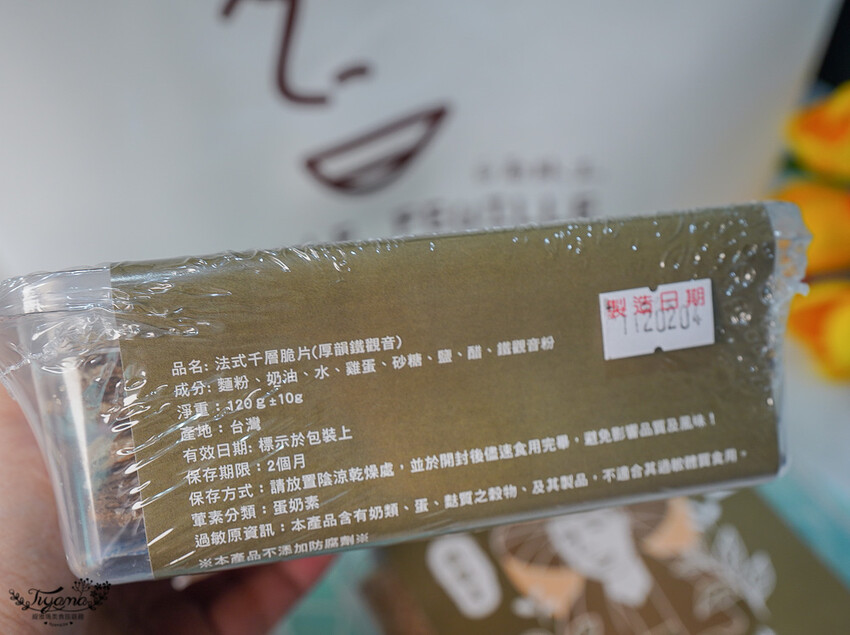 FEUILLE
製造日期
1120204
品名: 法式千層脆片(厚韻鐵觀音)
成分: 麵粉、奶油、水、雞蛋、砂糖、鹽、醋、鐵觀音粉
淨重：120g±10g
產地：台灣
有效日期: 標示於包裝上
保存期限：2個月
保存方式：請放置陰涼乾燥處，並於開封後儘速食用完畢，避免影響品質及風味！
葷素分類：蛋奶素
過敏原資訊：本產品含有奶類、蛋、麩質之穀物、及其製品，不適合其過敏體質食用。
※本產品不添加防腐劑※
Tiyama